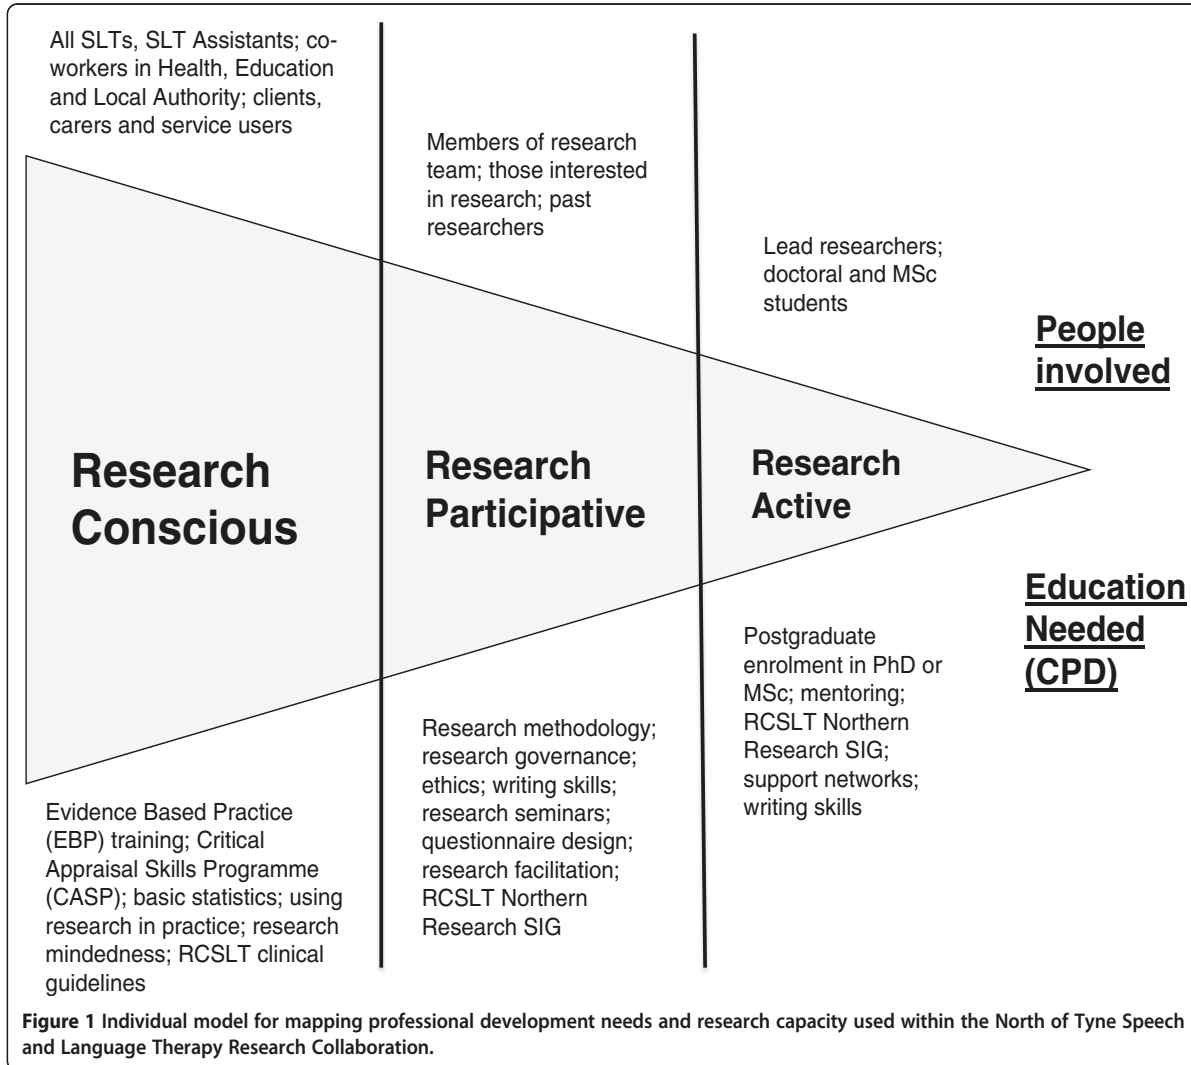 All SLTs, SLT Assistants; co-
workers in Health, Education
and Local Authority; clients,
carers and service users
Members of research
team; those interested
in research; past
researchers
Lead researchers;
doctoral and MSc
students
People
involved
Research
Conscious
Research
Participative
Research
Active
Education
Needed
(CPD)
Evidence Based Practice
(EBP) training; Critical
Appraisal Skills Programme
(CASP); basic statistics; using
research in practice; research
mindedness; RCSLT clinical
guidelines
Research methodology;
research governance;
ethics; writing skills;
research seminars;
questionnaire design;
research facilitation;
RCSLT Northern
Research SIG
Postgraduate
enrolment in PhD or
MSc; mentoring;
RCSLT Northern
Research SIG;
support networks;
writing skills
Figure 1 Individual model for mapping professional development needs and research capacity used within the North of Tyne Speech
and Language Therapy Research Collaboration.